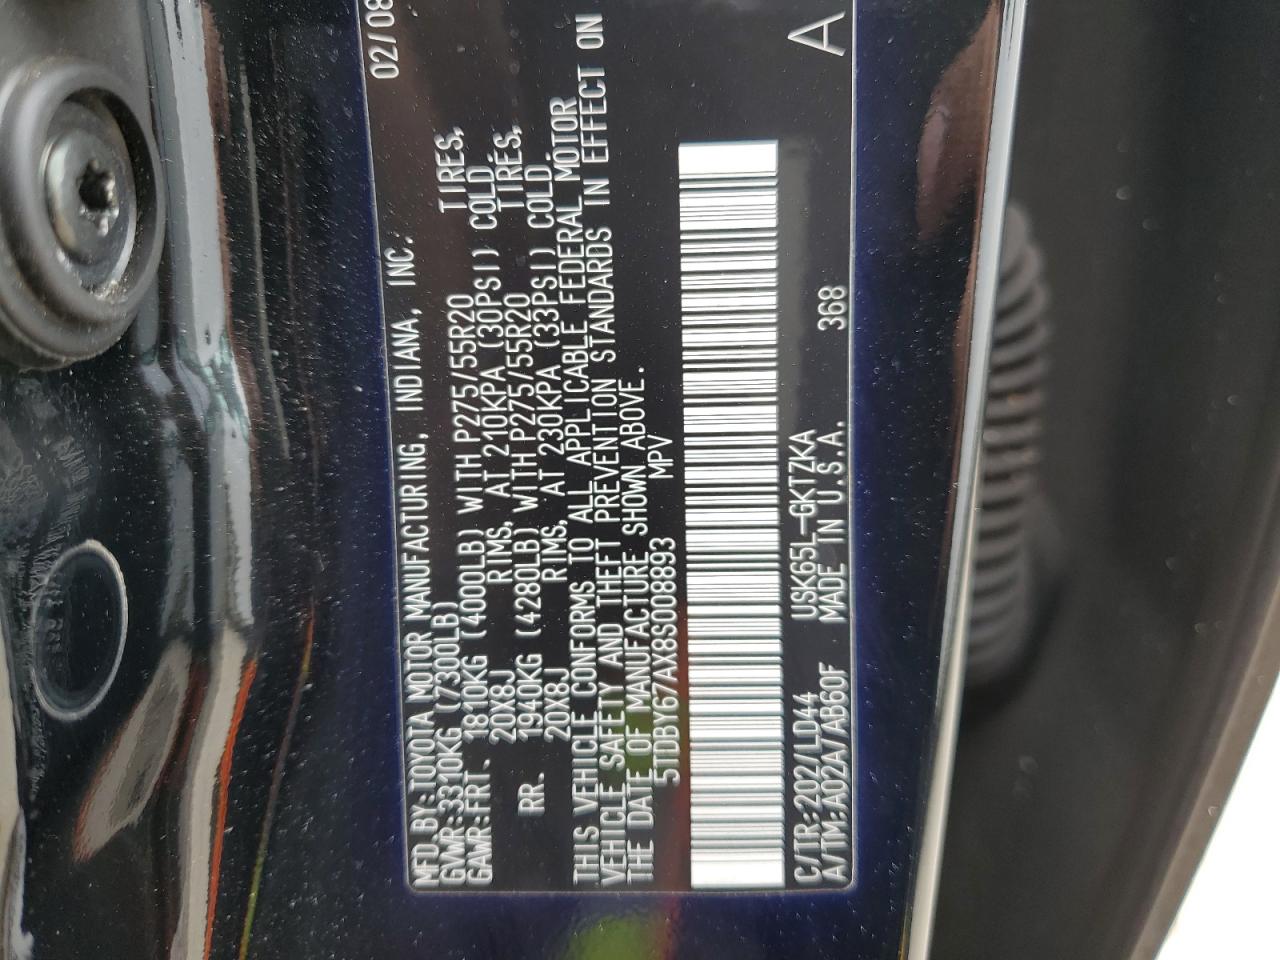 MFD.BY:TOYOTA MOTOR MANUFACTURING, INDIANA, INC. 02/08
GVWR:3310KG (7300LB)
GAWR:FRT. 1810KG (4000LB) WITH P275/55R20 TIRES,
20X8J RIMS, AT 210KPA (30PSI) COLD.
RR. 1940KG (4280LB) WITH P275/55R20 TIRES,
20X8J RIMS, AT 230KPA (33PSI) COLD
THIS VEHICLE CONFORMS TO ALL APPLICABLE FEDERAL MOTOR
VEHICLE SAFETY AND THEFT PREVENTION STANDARDS IN EFFECT ON
THE DATE OF MANUFACTURE SHOWN ABOVE.
5TDBY67AX8S008893 MPV
C/TR:202/LD44 USK65L-GKTZKA 368 A
A/TM:A02A/AB60F MADE IN U.S.A.